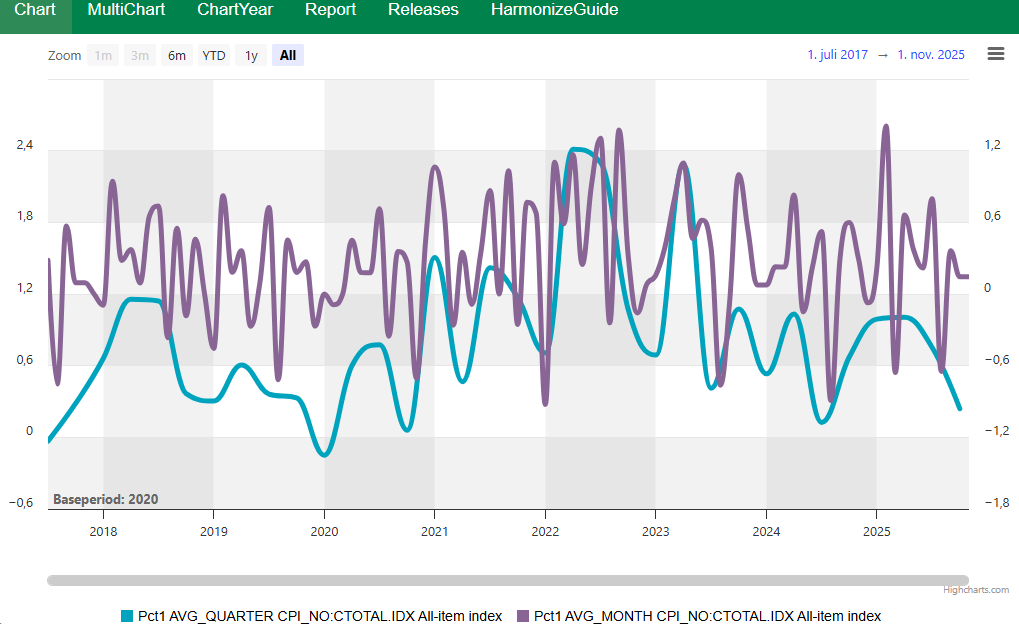 Chart MultiChart ChartYear Report Releases HarmonizeGuide
Zoom 1m 3m 6m YTD 1y All 1. juli 2017 → 1. nov. 2025
2,4 1,2
1,8 0,6
1,2 0
0,6 −0,6
0 −1,2
−0,6 −1,8
Baseperiod: 2020
2018 2019 2020 2021 2022 2023 2024 2025
Highcharts.com
Pct1 AVG_QUARTER CPI_NO:CTOTAL.IDX All-item index Pct1 AVG_MONTH CPI_NO:CTOTAL.IDX All-item index